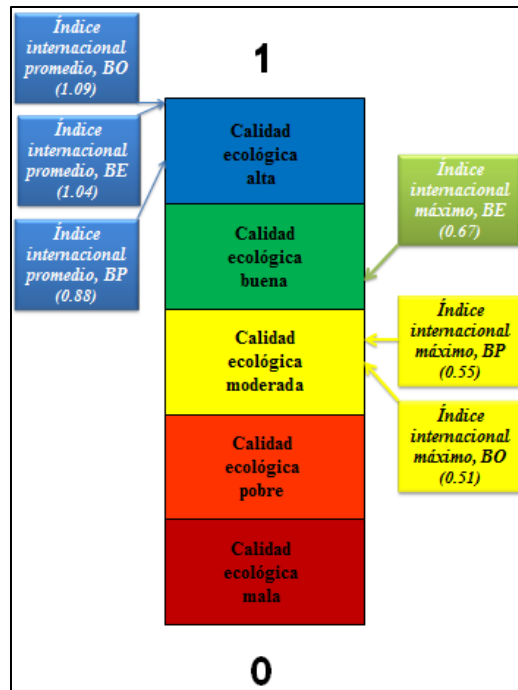 Índice
internacional
promedio, BO
(1.09)
Índice
internacional
promedio, BE
(1.04)
Índice
internacional
promedio, BP
(0.88)
1
Calidad
ecológica
alta
Calidad
ecológica
buena
Calidad
ecológica
moderada
Calidad
ecológica
pobre
Calidad
ecológica
mala
0
Índice
internacional
máximo, BE
(0.67)
Índice
internacional
máximo, BP
(0.55)
Índice
internacional
máximo, BO
(0.51)